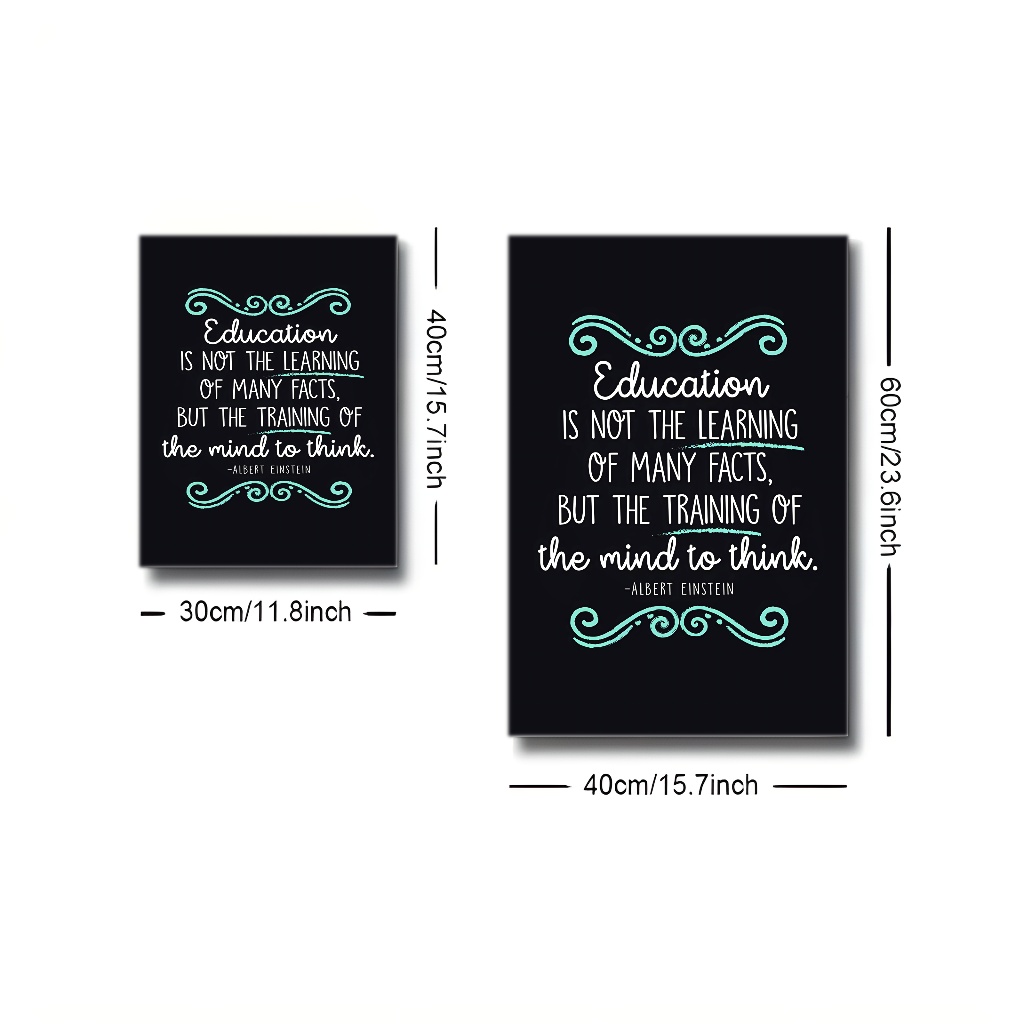 Education
IS NOT THE LEARNING
OF MANY FACTS,
BUT THE TRAINING OF
the mind to think.
-ALBERT EINSTEIN
40cm/15.7inch
30cm/11.8inch
Education
IS NOT THE LEARNING
OF MANY FACTS,
BUT THE TRAINING OF
the mind to think.
-ALBERT EINSTEIN
60cm/23.6inch
40cm/15.7inch